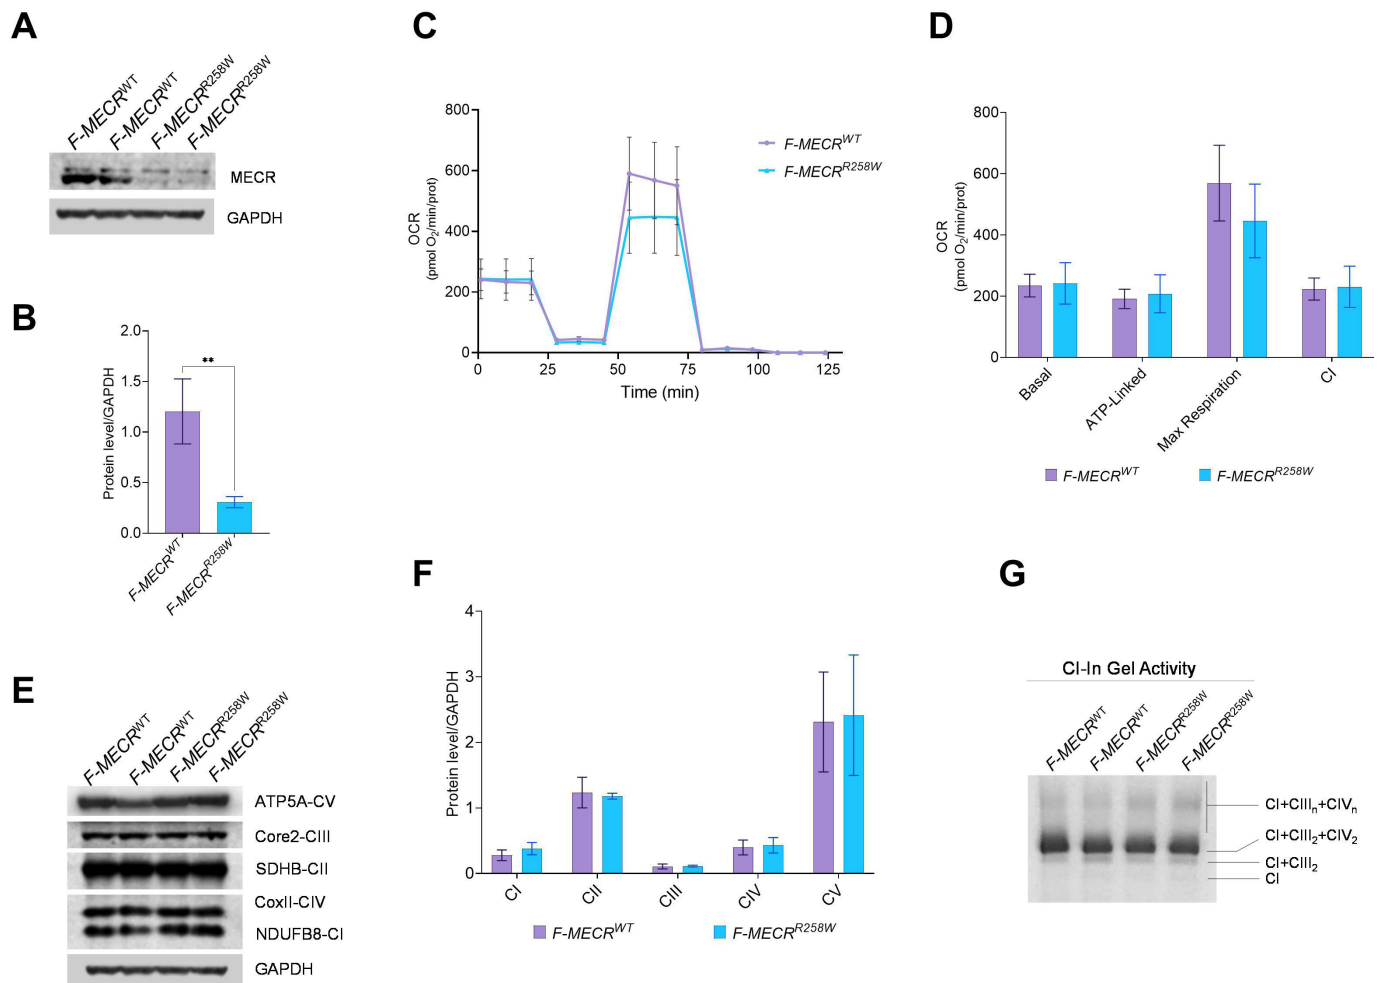 A
F-MECR^WT
F-MECR^WT
F-MECR^R258W
F-MECR^R258W
MECR
GAPDH
B
Protein level/GAPDH
2.0
1.5
1.0
0.5
0.0
**
F-MECR^WT
F-MECR^R258W
C
OCR
(pmol O₂/min/prot)
800
600
400
200
0
0 25 50 75 100 125
Time (min)
F-MECR^WT
F-MECR^R258W
D
OCR
(pmol O₂/min/prot)
800
600
400
200
0
Basal
ATP-Linked
Max Respiration
CI
F-MECR^WT
F-MECR^R258W
E
F-MECR^WT
F-MECR^WT
F-MECR^R258W
F-MECR^R258W
ATP5A-CV
Core2-CIII
SDHB-CII
CoxII-CIV
NDUFB8-CI
GAPDH
F
Protein level/GAPDH
4
3
2
1
0
CI
CII
CIII
CIV
CV
F-MECR^WT
F-MECR^R258W
G
CI-In Gel Activity
F-MECR^WT
F-MECR^WT
F-MECR^R258W
F-MECR^R258W
CI+CIIIₙ+CIVₙ
CI+CIII₂+CIV₂
CI+CIII₂
CI